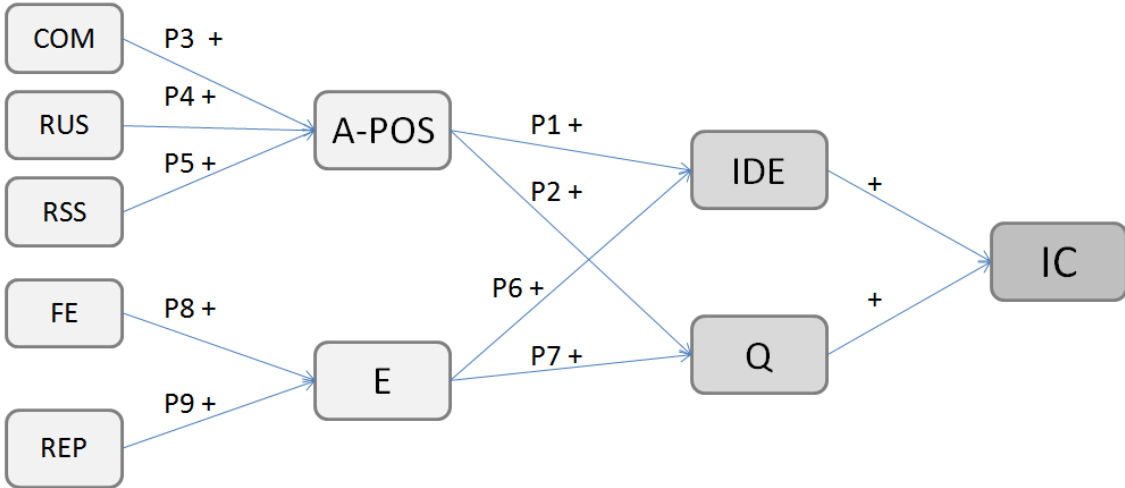 COM
P3 +
P4 +
RUS
A-POS
P1 +
P5 +
IDE
+
P2 +
RSS
IC
P6 +
+
FE
P8 +
P7 +
Q
E
P9 +
REP